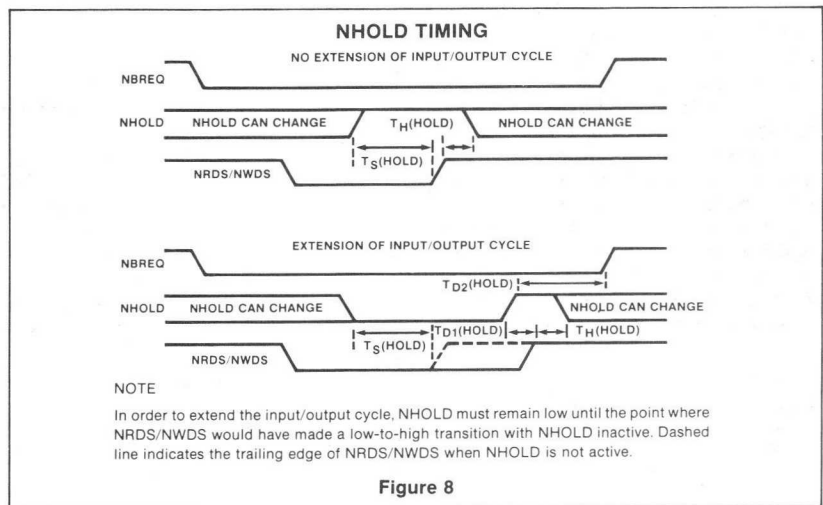 NHOLD TIMING
NO EXTENSION OF INPUT/OUTPUT CYCLE
NBREQ
NHOLD NHOLD CAN CHANGE TH(HOLD) NHOLD CAN CHANGE
TS(HOLD)
NRDS/NWDS
EXTENSION OF INPUT/OUTPUT CYCLE
NBREQ
TD2(HOLD)
NHOLD NHOLD CAN CHANGE NHOLD CAN CHANGE
TD1(HOLD) TH(HOLD)
TS(HOLD)
NRDS/NWDS
NOTE
In order to extend the input/output cycle, NHOLD must remain low until the point where
NRDS/NWDS would have made a low-to-high transition with NHOLD inactive. Dashed
line indicates the trailing edge of NRDS/NWDS when NHOLD is not active.
Figure 8